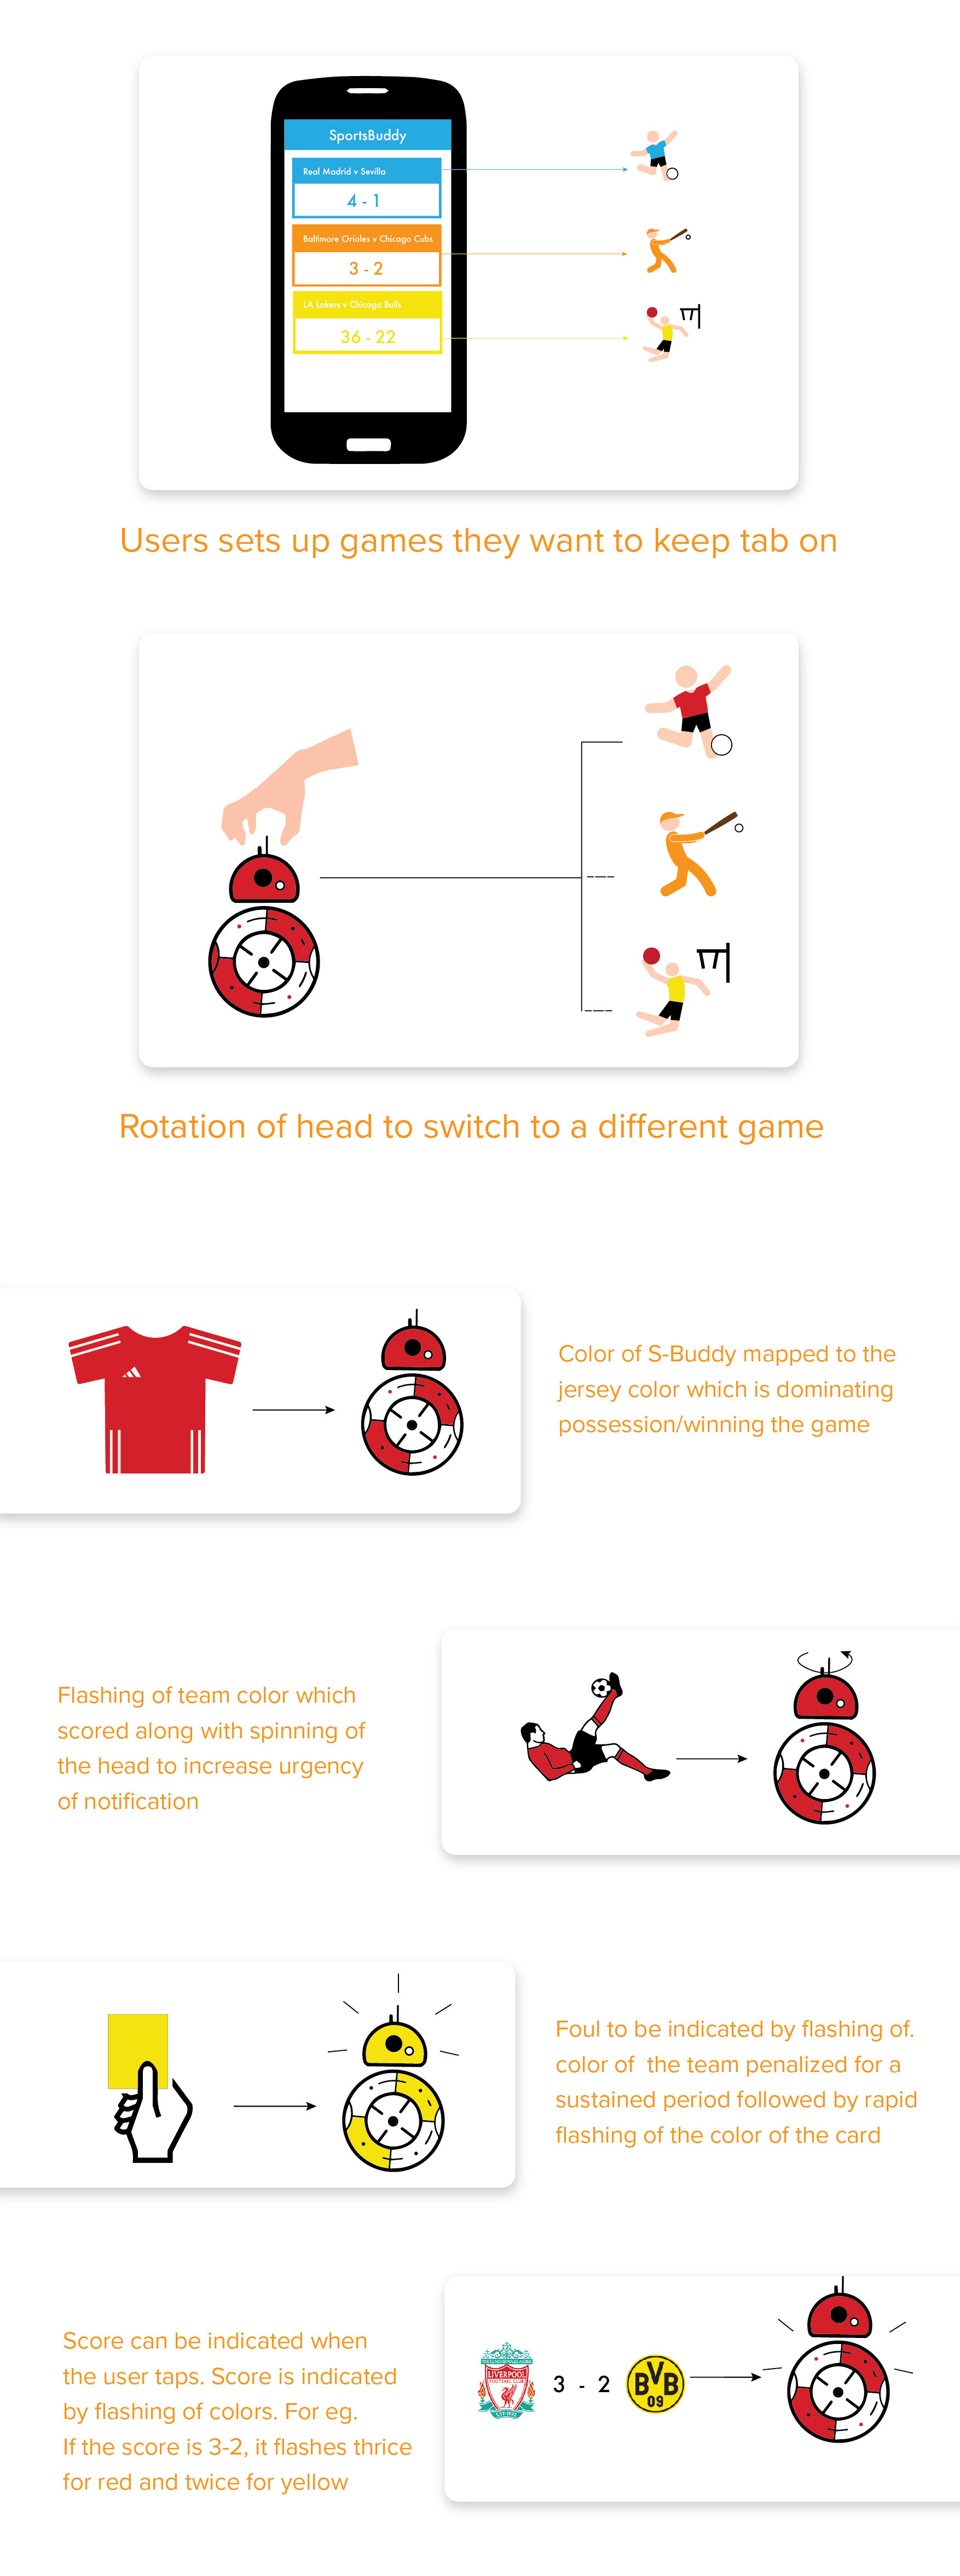 SportsBuddy
Real Madrid v Sevilla
4 - 1
Baltimore Orioles v Chicago Cubs
3 - 2
LA Lakers v Chicago Bulls
36 - 22
Users sets up games they want to keep tab on
Rotation of head to switch to a different game
Color of S-Buddy mapped to the
jersey color which is dominating
possession/winning the game
Flashing of team color which
scored along with spinning of
the head to increase urgency
of notification
Foul to be indicated by flashing of.
color of the team penalized for a
sustained period followed by rapid
flashing of the color of the card
Score can be indicated when
the user taps. Score is indicated
by flashing of colors. For eg.
If the score is 3-2, it flashes thrice
for red and twice for yellow
LIVERPOOL
FOOTBALL CLUB
3 - 2
BVB
09